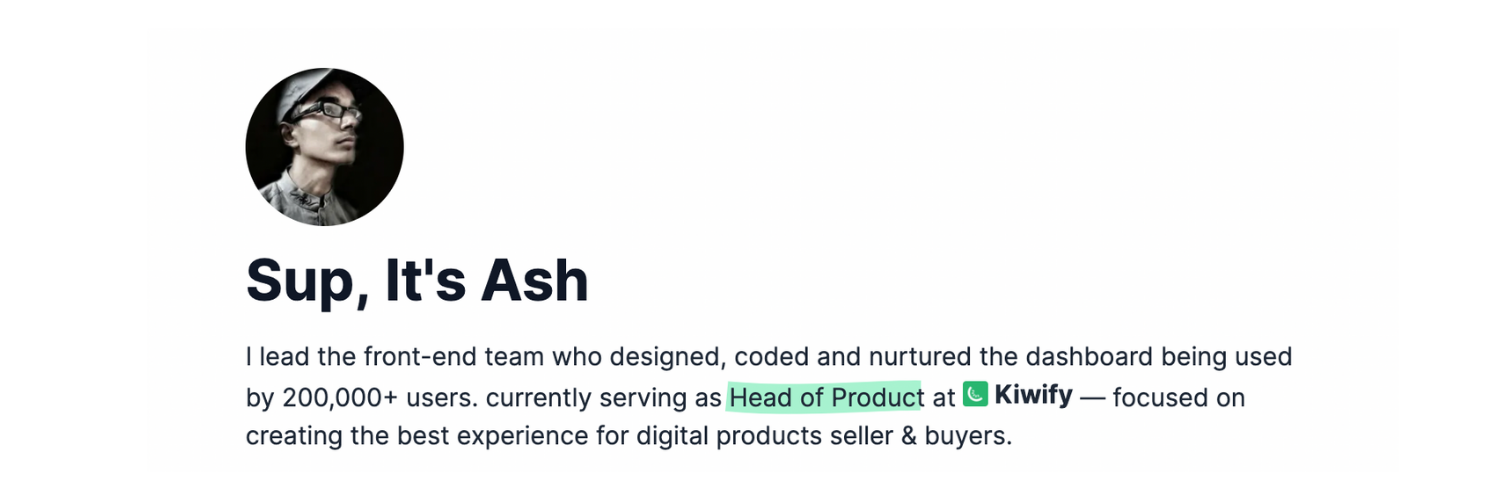 Sup, It's Ash
I lead the front-end team who designed, coded and nurtured the dashboard being used
by 200,000+ users. currently serving as Head of Product at Kiwify — focused on
creating the best experience for digital products seller & buyers.